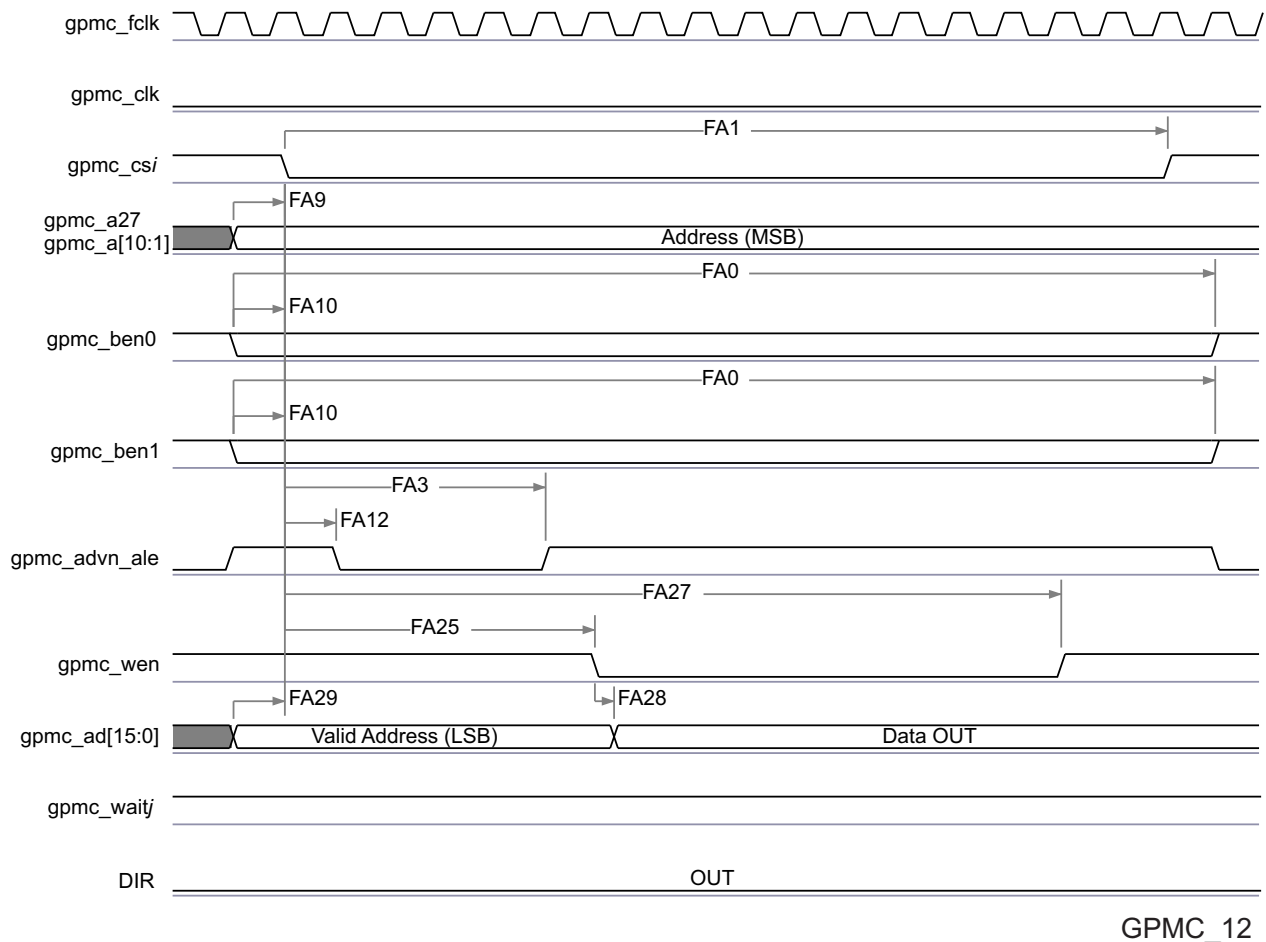 gpmc_fclk
gpmc_clk
FA1
gpmc_csi
FA9
gpmc_a27
gpmc_a[10:1]
Address (MSB)
FA0
FA10
gpmc_ben0
FA0
FA10
gpmc_ben1
FA3
FA12
gpmc_advn_ale
FA27
FA25
gpmc_wen
FA29
FA28
gpmc_ad[15:0]
Valid Address (LSB)
Data OUT
gpmc_waitj
DIR
OUT
GPMC_12